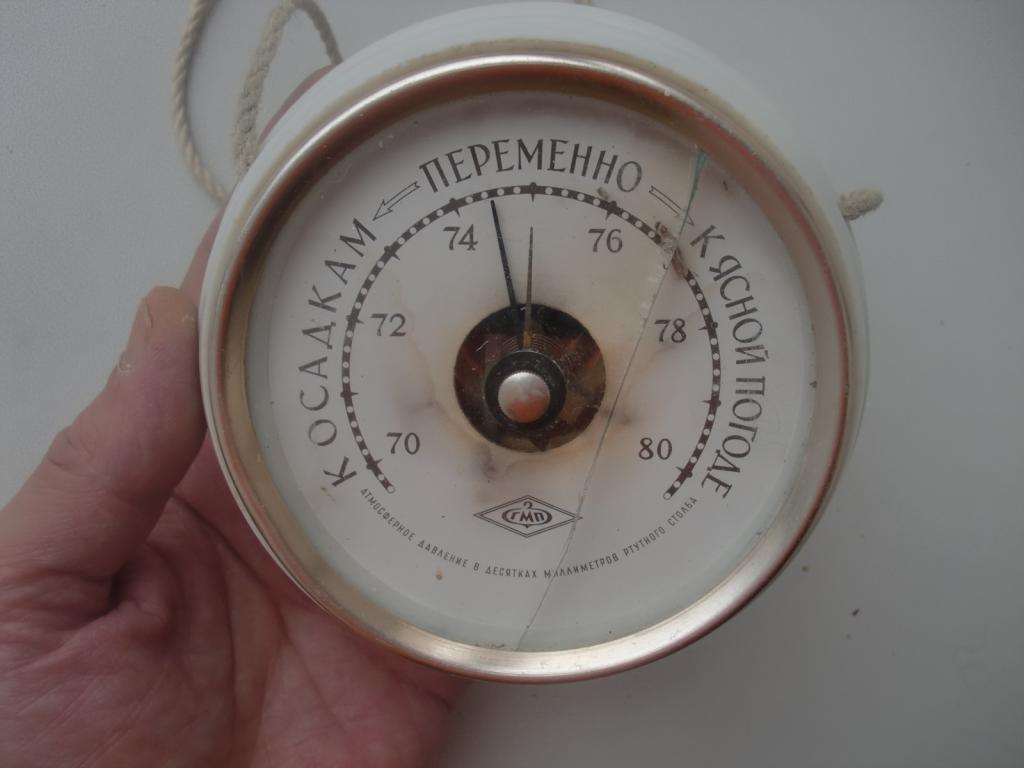 К ОСАДКАМ
ПЕРЕМЕННО
К ЯСНОЙ ПОГОДЕ
70
72
74
76
78
80
ГМП
АТМОСФЕРНОЕ ДАВЛЕНИЕ В ДЕСЯТКАХ МИЛЛИМЕТРОВ РТУТНОГО СТОЛБА